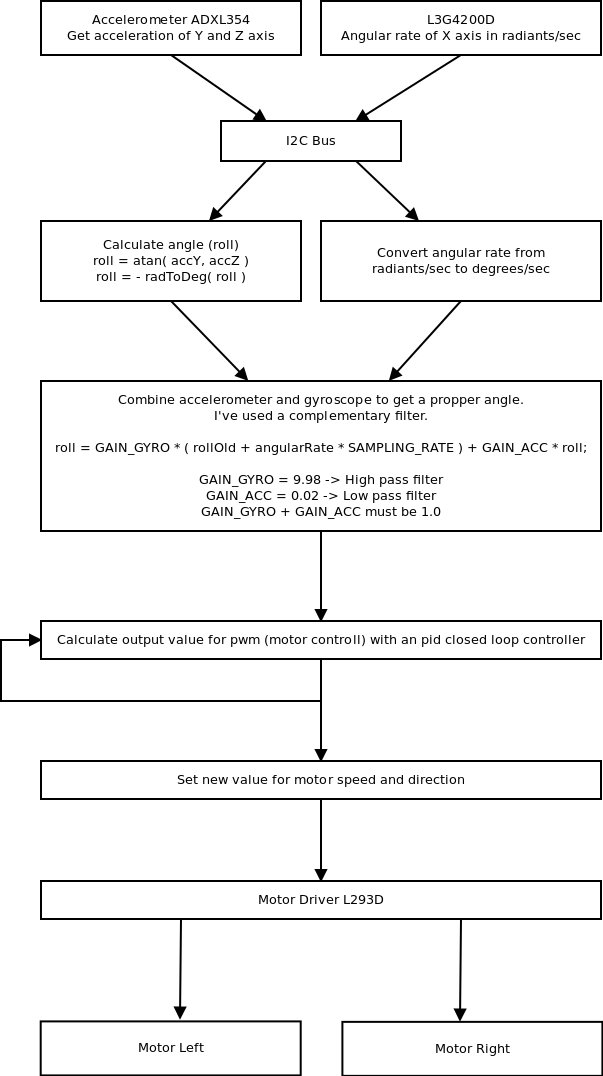 Accelerometer ADXL354
Get acceleration of Y and Z axis
L3G4200D
Angular rate of X axis in radiants/sec
I2C Bus
Calculate angle (roll)
roll = atan( accY, accZ )
roll = - radToDeg( roll )
Convert angular rate from
radiants/sec to degrees/sec
Combine accelerometer and gyroscope to get a propper angle.
I've used a complementary filter.
roll = GAIN_GYRO * ( rollOld + angularRate * SAMPLING_RATE ) + GAIN_ACC * roll;
GAIN_GYRO = 9.98 -> High pass filter
GAIN_ACC = 0.02 -> Low pass filter
GAIN_GYRO + GAIN_ACC must be 1.0
Calculate output value for pwm (motor controll) with an pid closed loop controller
Set new value for motor speed and direction
Motor Driver L293D
Motor Left
Motor Right